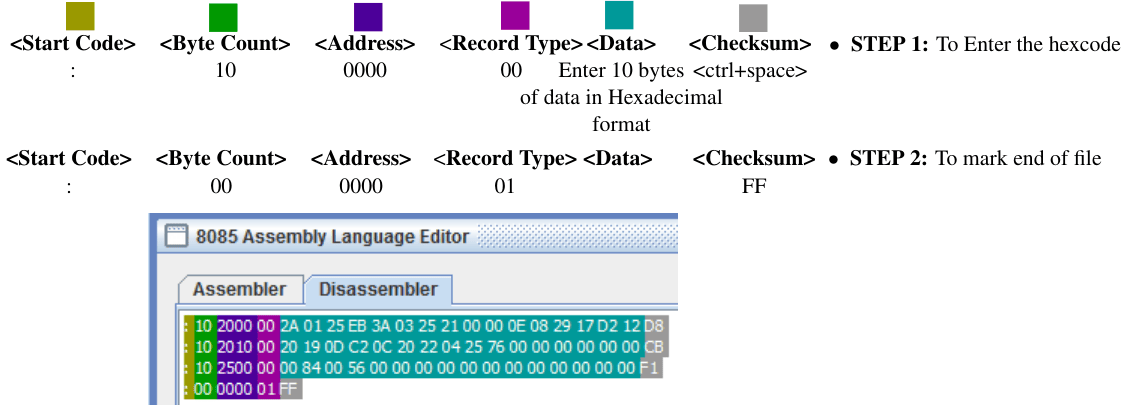 <Start Code> <Byte Count> <Address> <Record Type> <Data> <Checksum> • STEP 1: To Enter the hexcode
: 10 0000 00 Enter 10 bytes <ctrl+space>
of data in Hexadecimal
format
<Start Code> <Byte Count> <Address> <Record Type> <Data> <Checksum> • STEP 2: To mark end of file
: 00 0000 01 FF
8085 Assembly Language Editor
Assembler Disassembler
: 10 2000 00 2A 01 25 EB 3A 03 25 21 00 00 0E 08 29 17 D2 12 D8
: 10 2010 00 20 19 0D C2 0C 20 22 04 25 76 00 00 00 00 00 00 CB
: 10 2500 00 00 84 00 56 00 00 00 00 00 00 00 00 00 00 00 00 F1
: 00 0000 01 FF